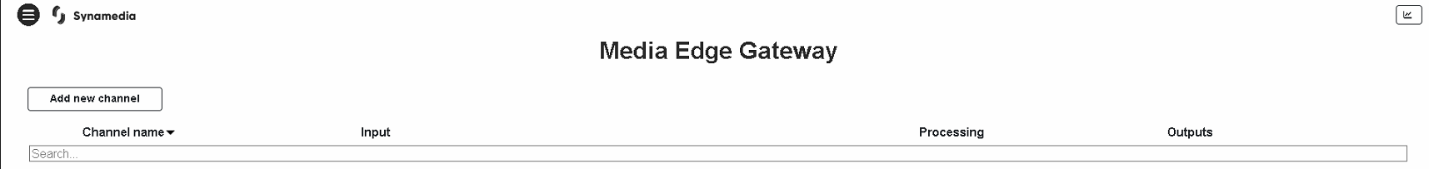 Synamedia
Media Edge Gateway
Add new channel
Channel name Input Processing Outputs
Search...